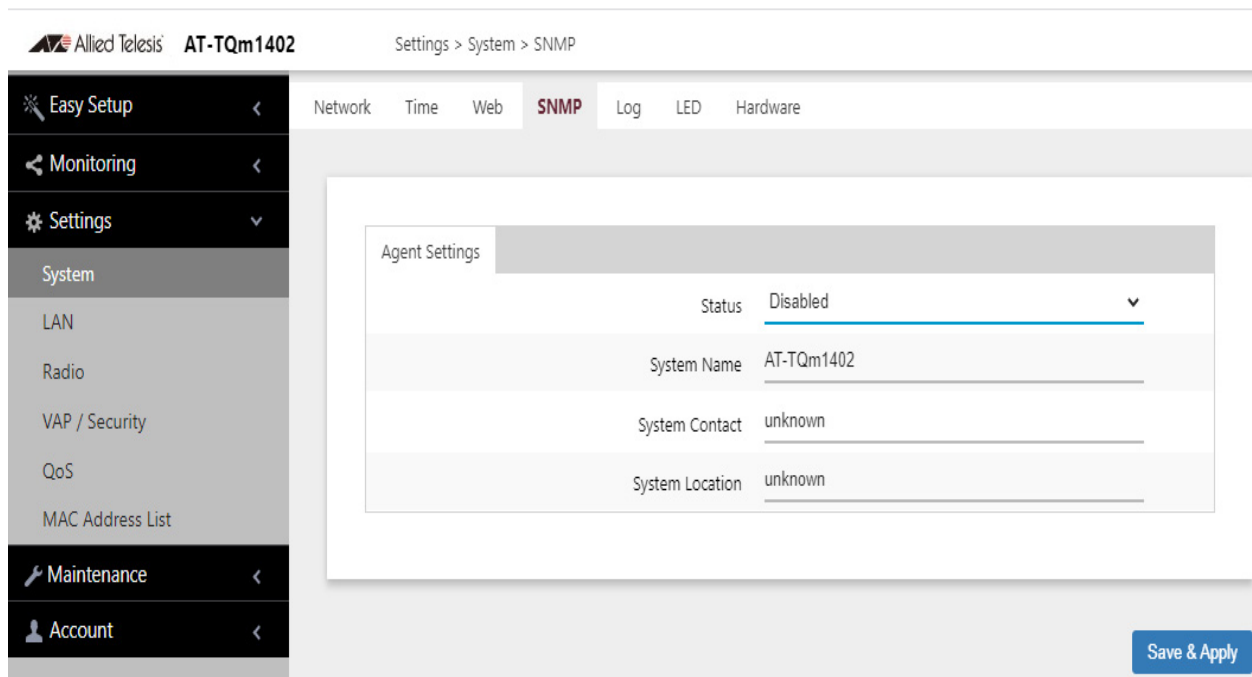 Allied Telesis AT-TQm1402 Settings > System > SNMP
Easy Setup
Monitoring
Settings
System
LAN
Radio
VAP / Security
QoS
MAC Address List
Maintenance
Account
Network Time Web SNMP Log LED Hardware
Agent Settings
Status Disabled
System Name AT-TQm1402
System Contact unknown
System Location unknown
Save & Apply